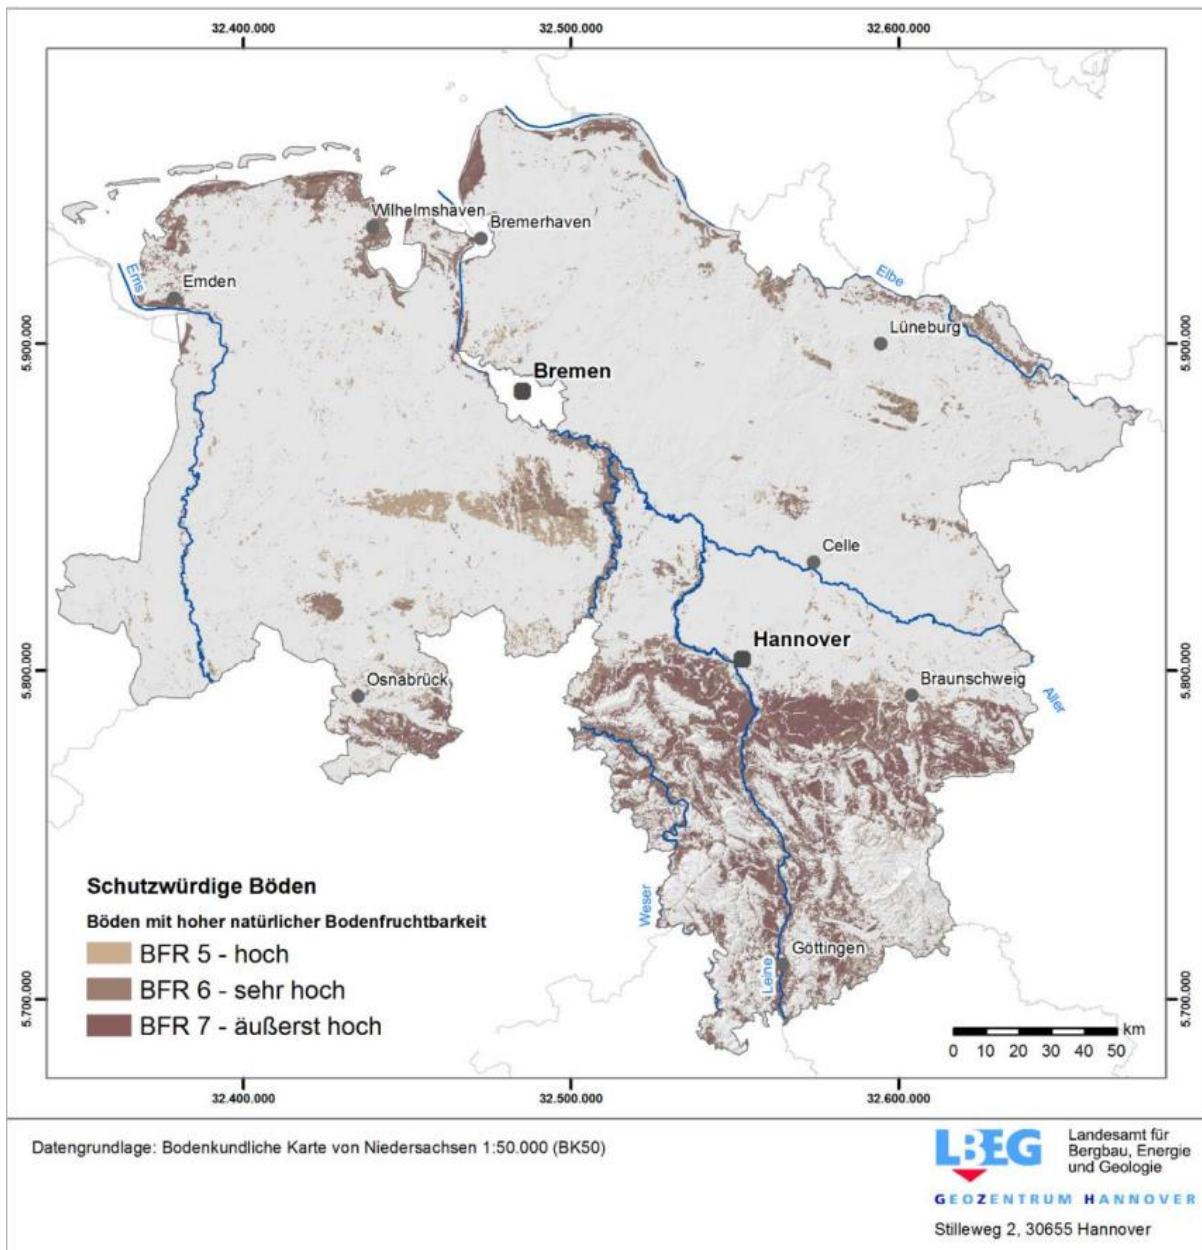 32.400.000 32.500.000 32.600.000
Wilhelmshaven
Bremerhaven
Ems
Emden
Elbe
Lüneburg
5.900.000 5.900.000
Bremen
Celle
Hannover
5.800.000 5.800.000
Osnabrück
Braunschweig
Aller
Schutzwürdige Böden
Weser
Böden mit hoher natürlicher Bodenfruchtbarkeit
BFR 5 - hoch
Göttingen
Leine
BFR 6 - sehr hoch
5.700.000 5.700.000
BFR 7 - äußerst hoch
km
0 10 20 30 40 50
32.400.000 32.500.000 32.600.000
Datengrundlage: Bodenkundliche Karte von Niedersachsen 1:50.000 (BK50)
LBEG
Landesamt für
Bergbau, Energie
und Geologie
GEOZENTRUM HANNOVER
Stilleweg 2, 30655 Hannover